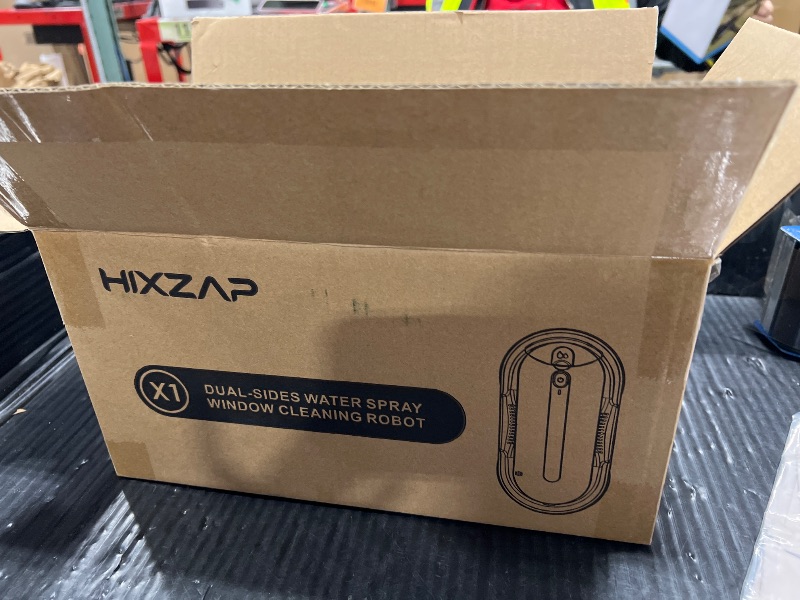 HIXZAP
X1
DUAL-SIDES WATER SPRAY
WINDOW CLEANING ROBOT